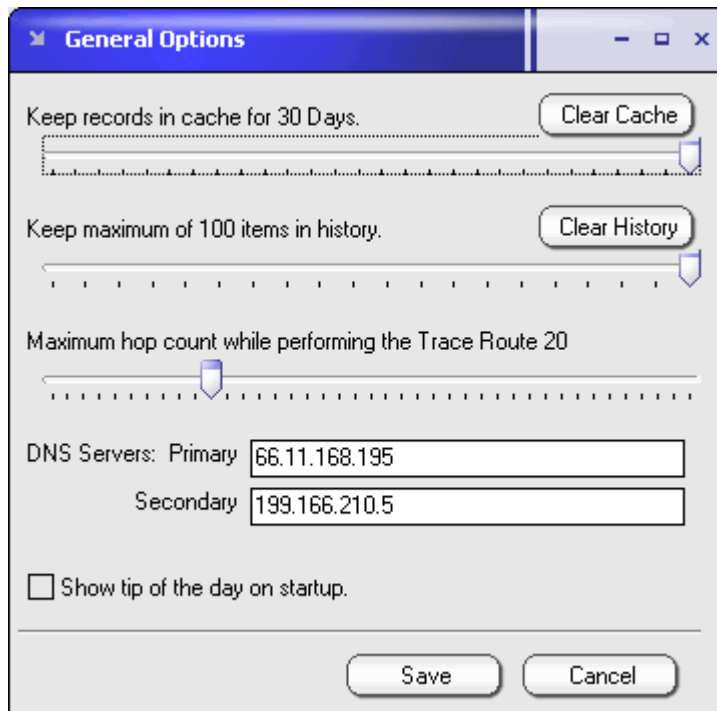 General Options
Keep records in cache for 30 Days.
Clear Cache
Keep maximum of 100 items in history.
Clear History
Maximum hop count while performing the Trace Route 20
DNS Servers: Primary 66.11.168.195
Secondary 199.166.210.5
Show tip of the day on startup.
Save
Cancel